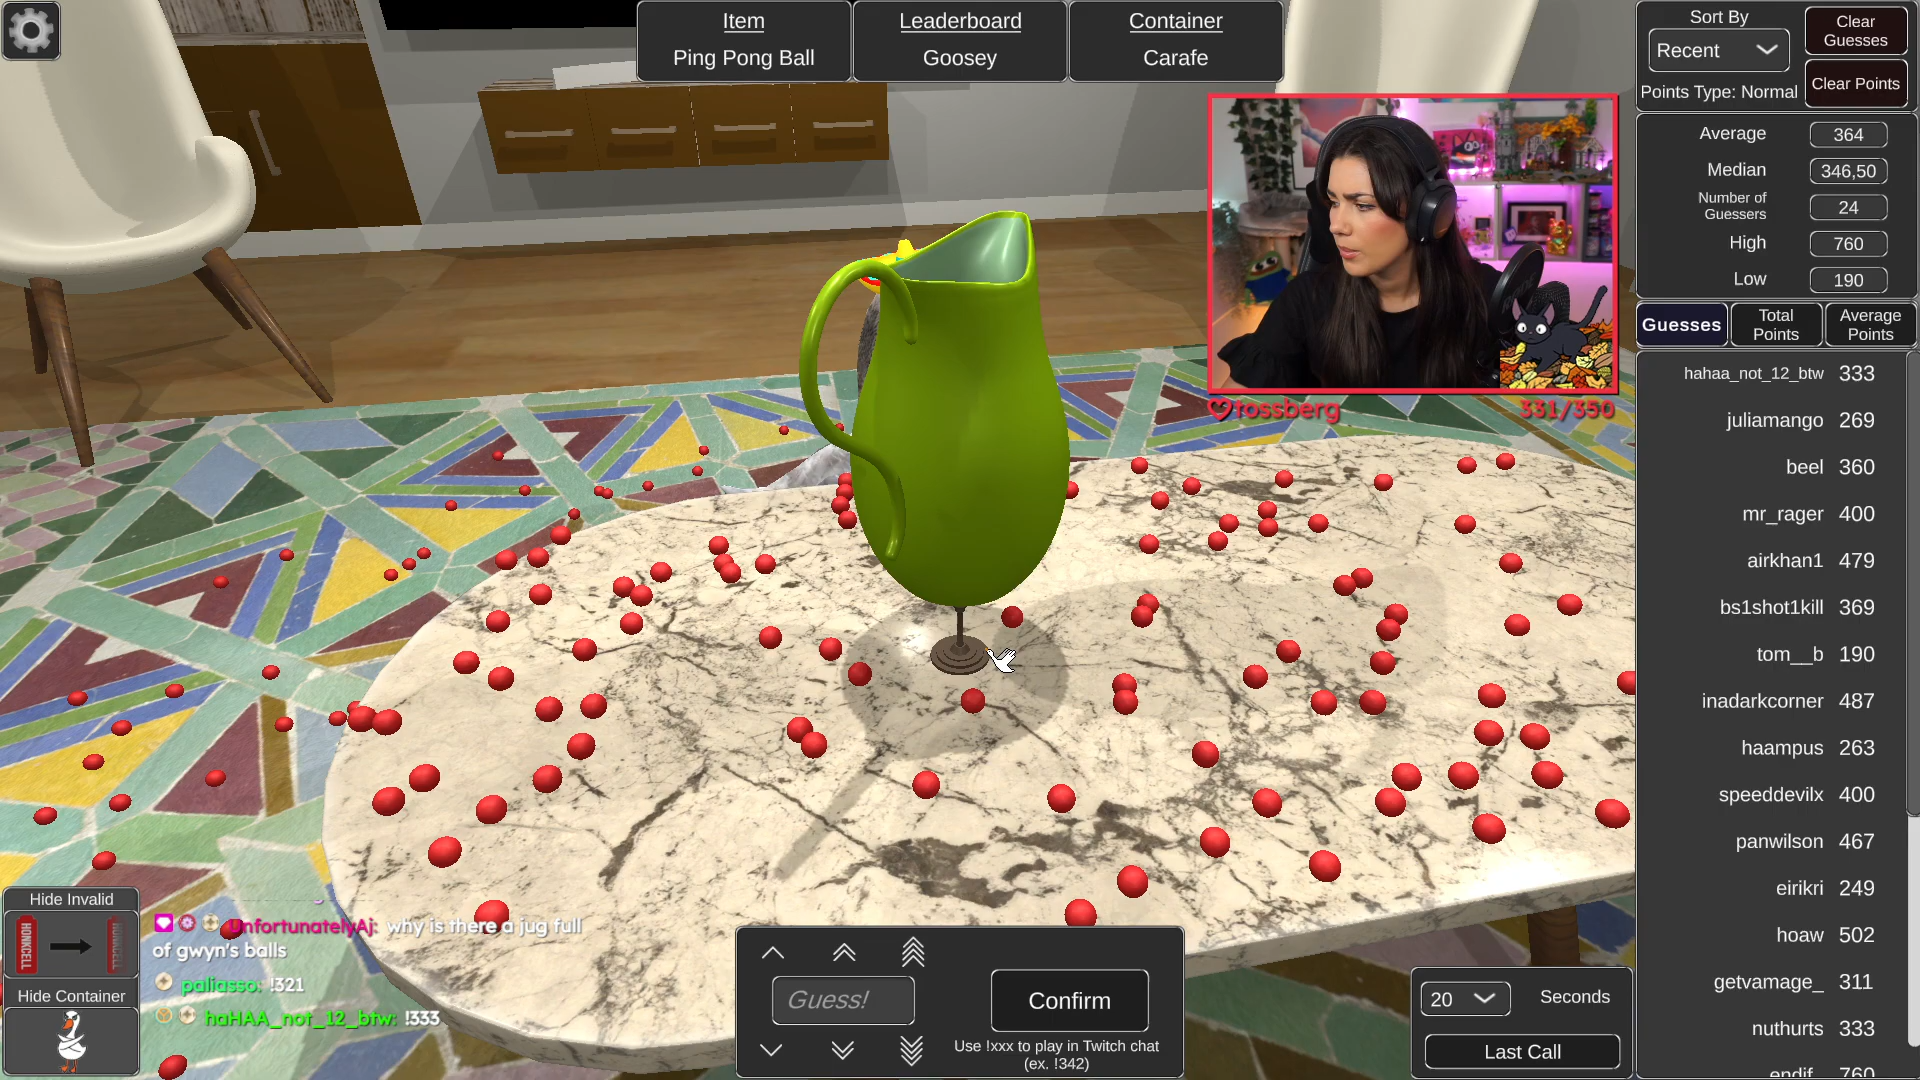 Item
Ping Pong Ball
Leaderboard
Goosey
Container
Carafe
Sort By
Recent
Clear
Guesses
Points Type: Normal
Clear Points
Average 364
Median 346,50
Number of
Guessers 24
High 760
Low 190
Guesses
Total
Points
Average
Points
hahaa_not_12_btw 333
juliamango 269
beel 360
mr_rager 400
airkhan1 479
bs1shot1kill 369
tom__b 190
inadarkcorner 487
haampus 263
speeddevilx 400
panwilson 467
eirikri 249
hoaw 502
getvamage_ 311
nuthurts 333
endif 760
tossberg
331/350
Hide Invalid
HONKCELL
HONKCELL
Hide Container
UnfortunatelyAj: why is there a jug full
of gwyn's balls
paliasso: !321
haHAA_not_12_btw: !333
Guess!
Confirm
Use !xxx to play in Twitch chat
(ex. !342)
20
Seconds
Last Call